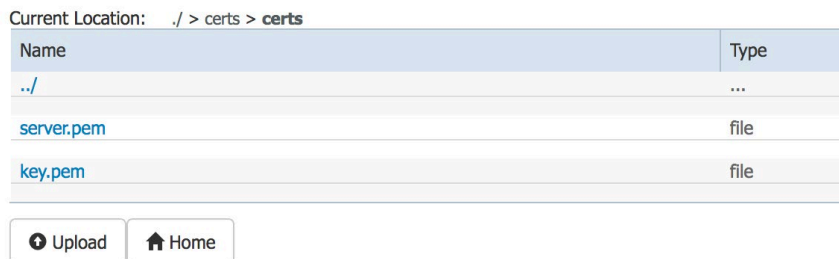 Current Location: ./ > certs > certs
Name Type
../ ...
server.pem file
key.pem file
Upload Home